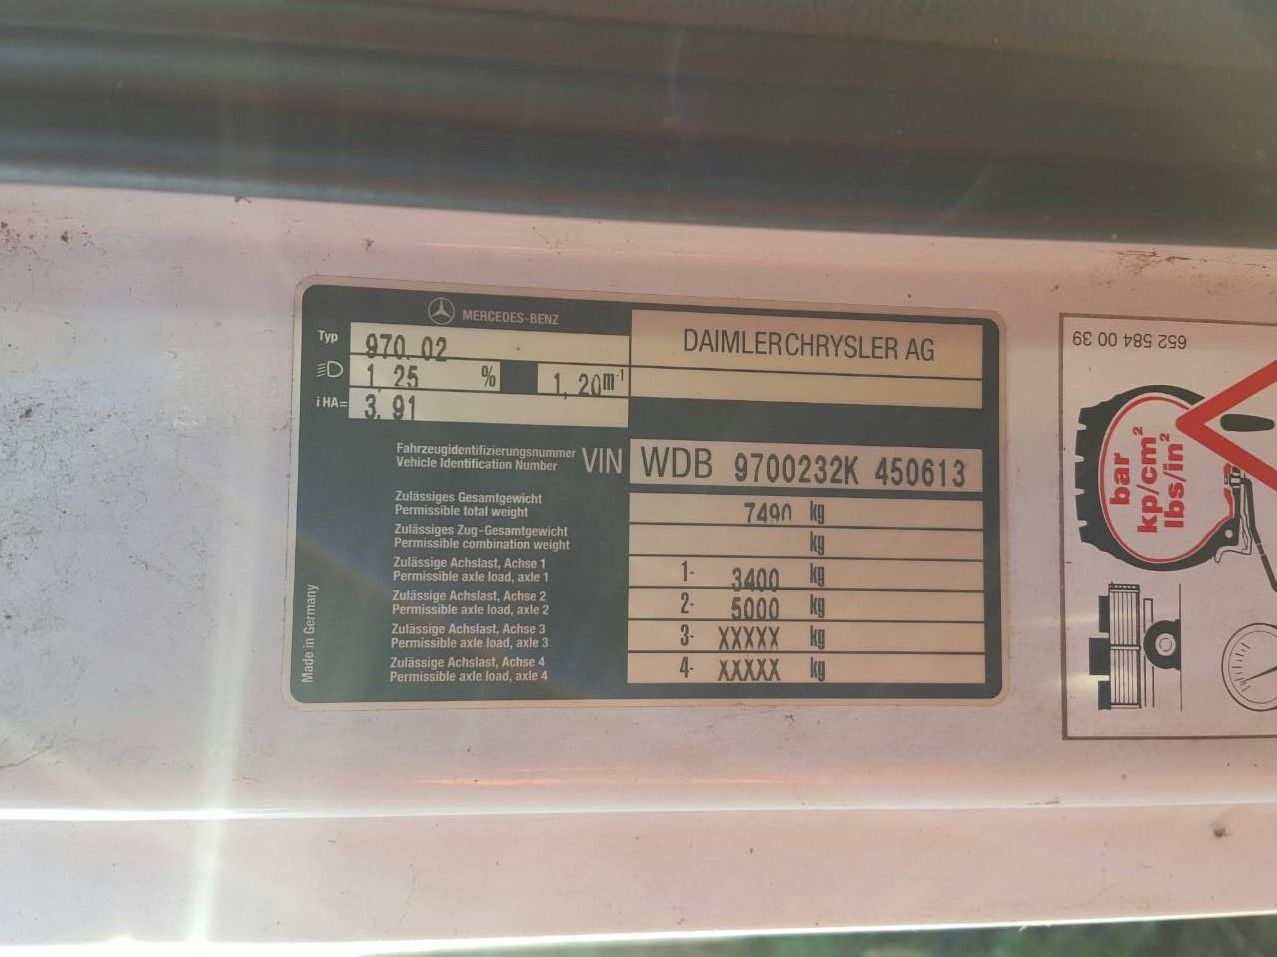 MERCEDES-BENZ
Typ 970.02
1,25 % 1,20m-1
i HA= 3,91
DAIMLERCHRYSLER AG
Fahrzeugidentifizierungsnummer
Vehicle Identification Number
VIN WDB 9700232K 450613
Zulässiges Gesamtgewicht
Permissible total weight
7490 kg
Zulässiges Zug-Gesamtgewicht
Permissible combination weight
kg
Zulässige Achslast, Achse 1
Permissible axle load, axle 1
1- 3400 kg
Zulässige Achslast, Achse 2
Permissible axle load, axle 2
2- 5000 kg
Zulässige Achslast, Achse 3
Permissible axle load, axle 3
3- XXXXX kg
Zulässige Achslast, Achse 4
Permissible axle load, axle 4
4- XXXXX kg
Made in Germany
652 584 00 39
bar
kp/cm²
lbs/in²